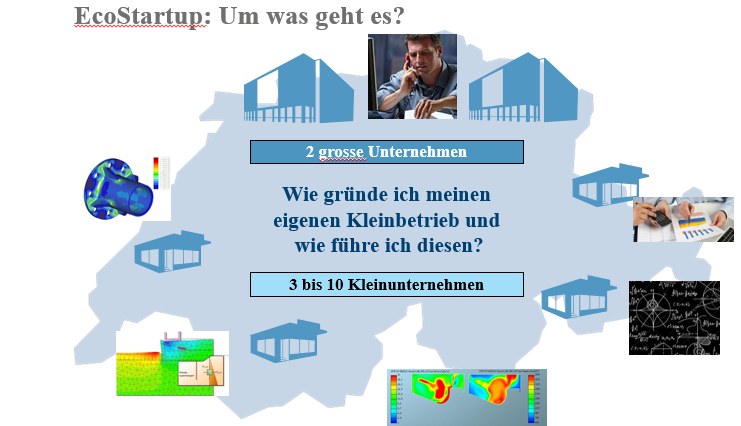 EcoStartup: Um was geht es?
2 grosse Unternehmen
Wie gründe ich meinen
eigenen Kleinbetrieb und
wie führe ich diesen?
3 bis 10 Kleinunternehmen